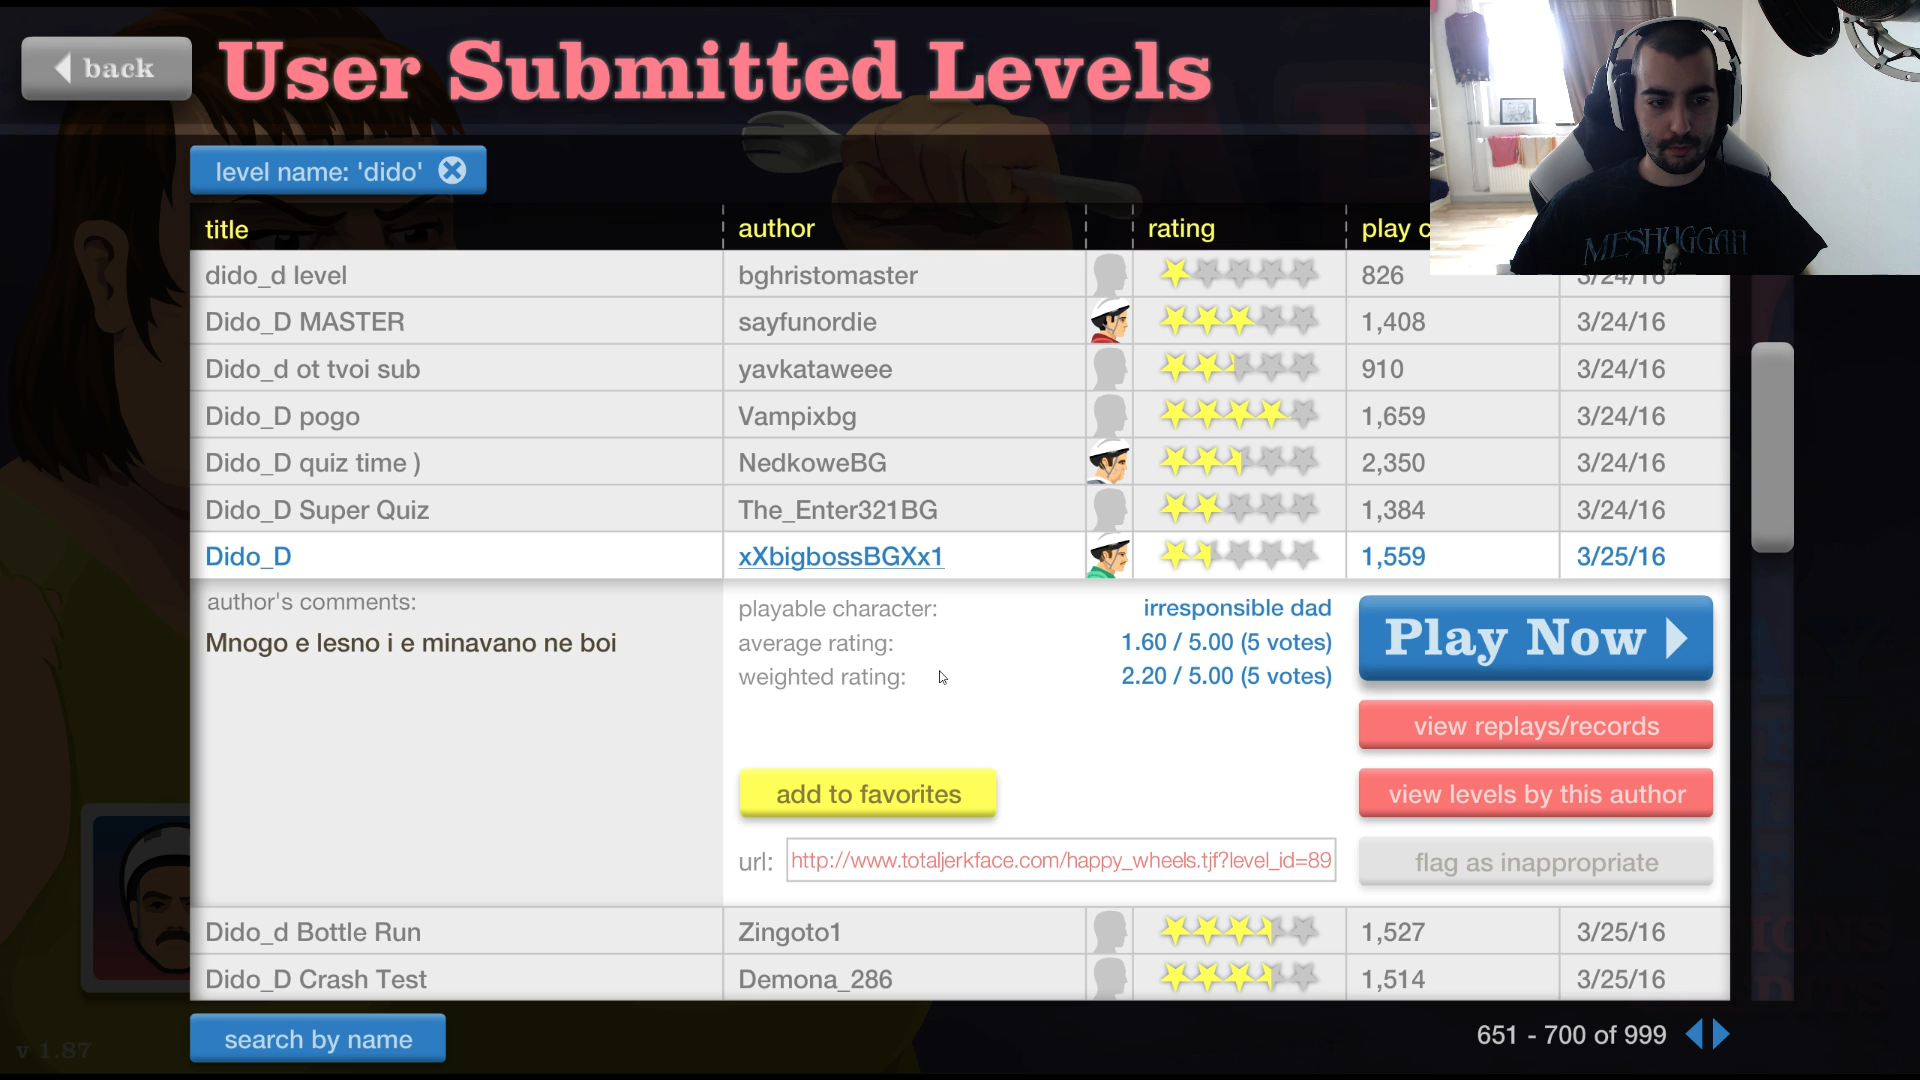 back
User Submitted Levels
level name: 'dido'
title author rating play c
dido_d level bghristomaster 826 3/24/16
Dido_D MASTER sayfunordie 1,408 3/24/16
Dido_d ot tvoi sub yavkataweee 910 3/24/16
Dido_D pogo Vampixbg 1,659 3/24/16
Dido_D quiz time ) NedkoweBG 2,350 3/24/16
Dido_D Super Quiz The_Enter321BG 1,384 3/24/16
Dido_D xXbigbossBGXx1 1,559 3/25/16
author's comments:
Mnogo e lesno i e minavano ne boi
playable character: irresponsible dad
average rating: 1.60 / 5.00 (5 votes)
weighted rating: 2.20 / 5.00 (5 votes)
Play Now
view replays/records
add to favorites
view levels by this author
url: http://www.totaljerkface.com/happy_wheels.tjf?level_id=89
flag as inappropriate
Dido_d Bottle Run Zingoto1 1,527 3/25/16
Dido_D Crash Test Demona_286 1,514 3/25/16
search by name
651 - 700 of 999
v 1.87
MESHUGGAH